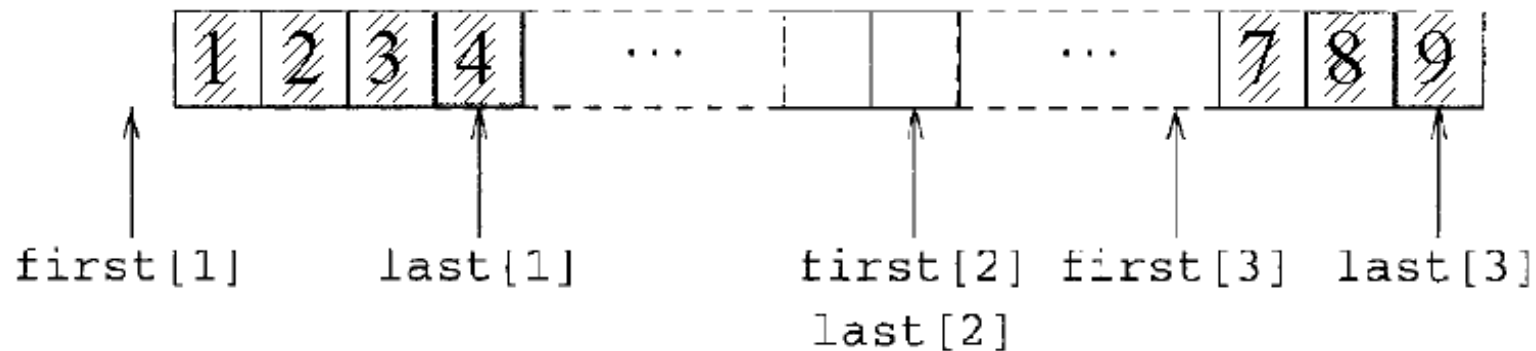 1 2 3 4 ··· ··· 7 8 9
first[1] last[1] first[2] first[3] last[3]
last[2]